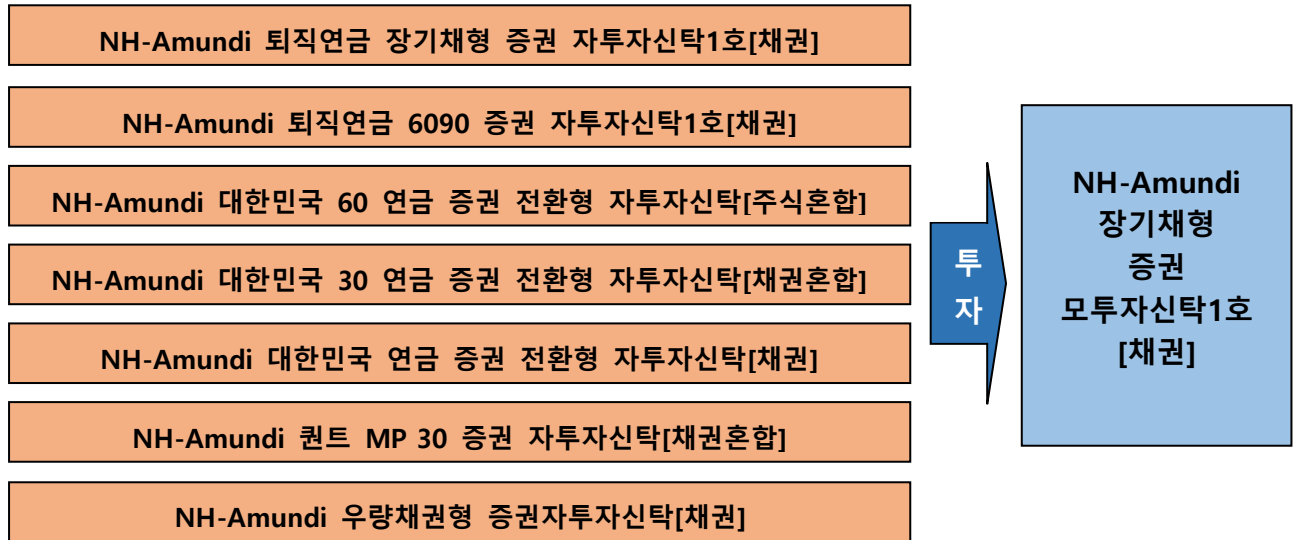 NH-Amundi 퇴직연금 장기채형 증권 자투자신탁1호[채권]
NH-Amundi 퇴직연금 6090 증권 자투자신탁1호[채권]
NH-Amundi 대한민국 60 연금 증권 전환형 자투자신탁[주식혼합]
NH-Amundi 대한민국 30 연금 증권 전환형 자투자신탁[채권혼합]
NH-Amundi 대한민국 연금 증권 전환형 자투자신탁[채권]
NH-Amundi 퀀트 MP 30 증권 자투자신탁[채권혼합]
NH-Amundi 우량채권형 증권자투자신탁[채권]
투
자
NH-Amundi
장기채형
증권
모투자신탁1호
[채권]